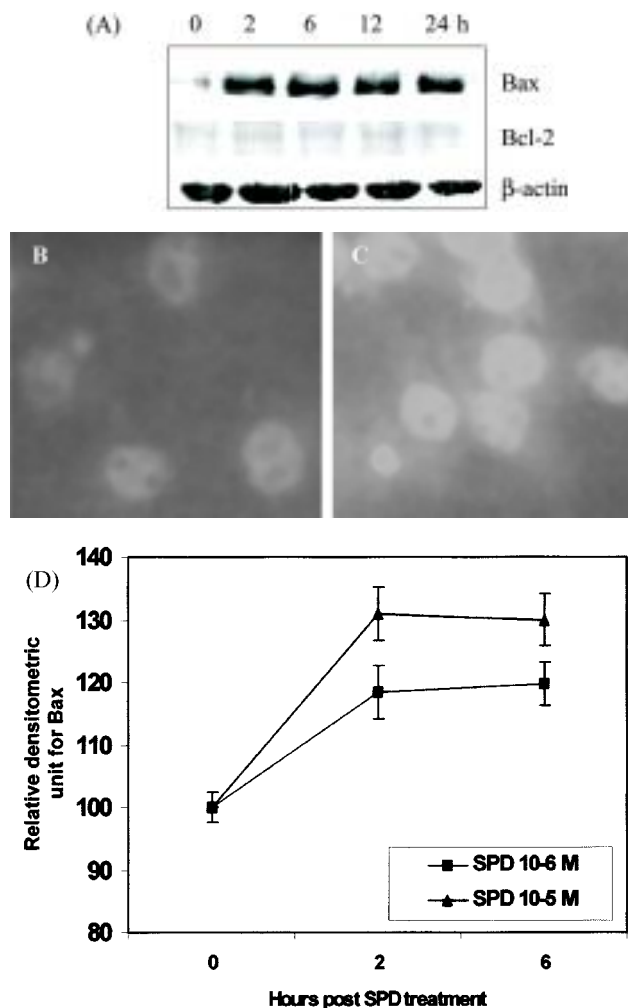 (A) 0 2 6 12 24 h
Bax
Bcl-2
β-actin
B C
(D)
140
130
120
110
100
90
80
Relative densitometric
unit for Bax
SPD 10-6 M
SPD 10-5 M
0 2 6
Hours post SPD treatment